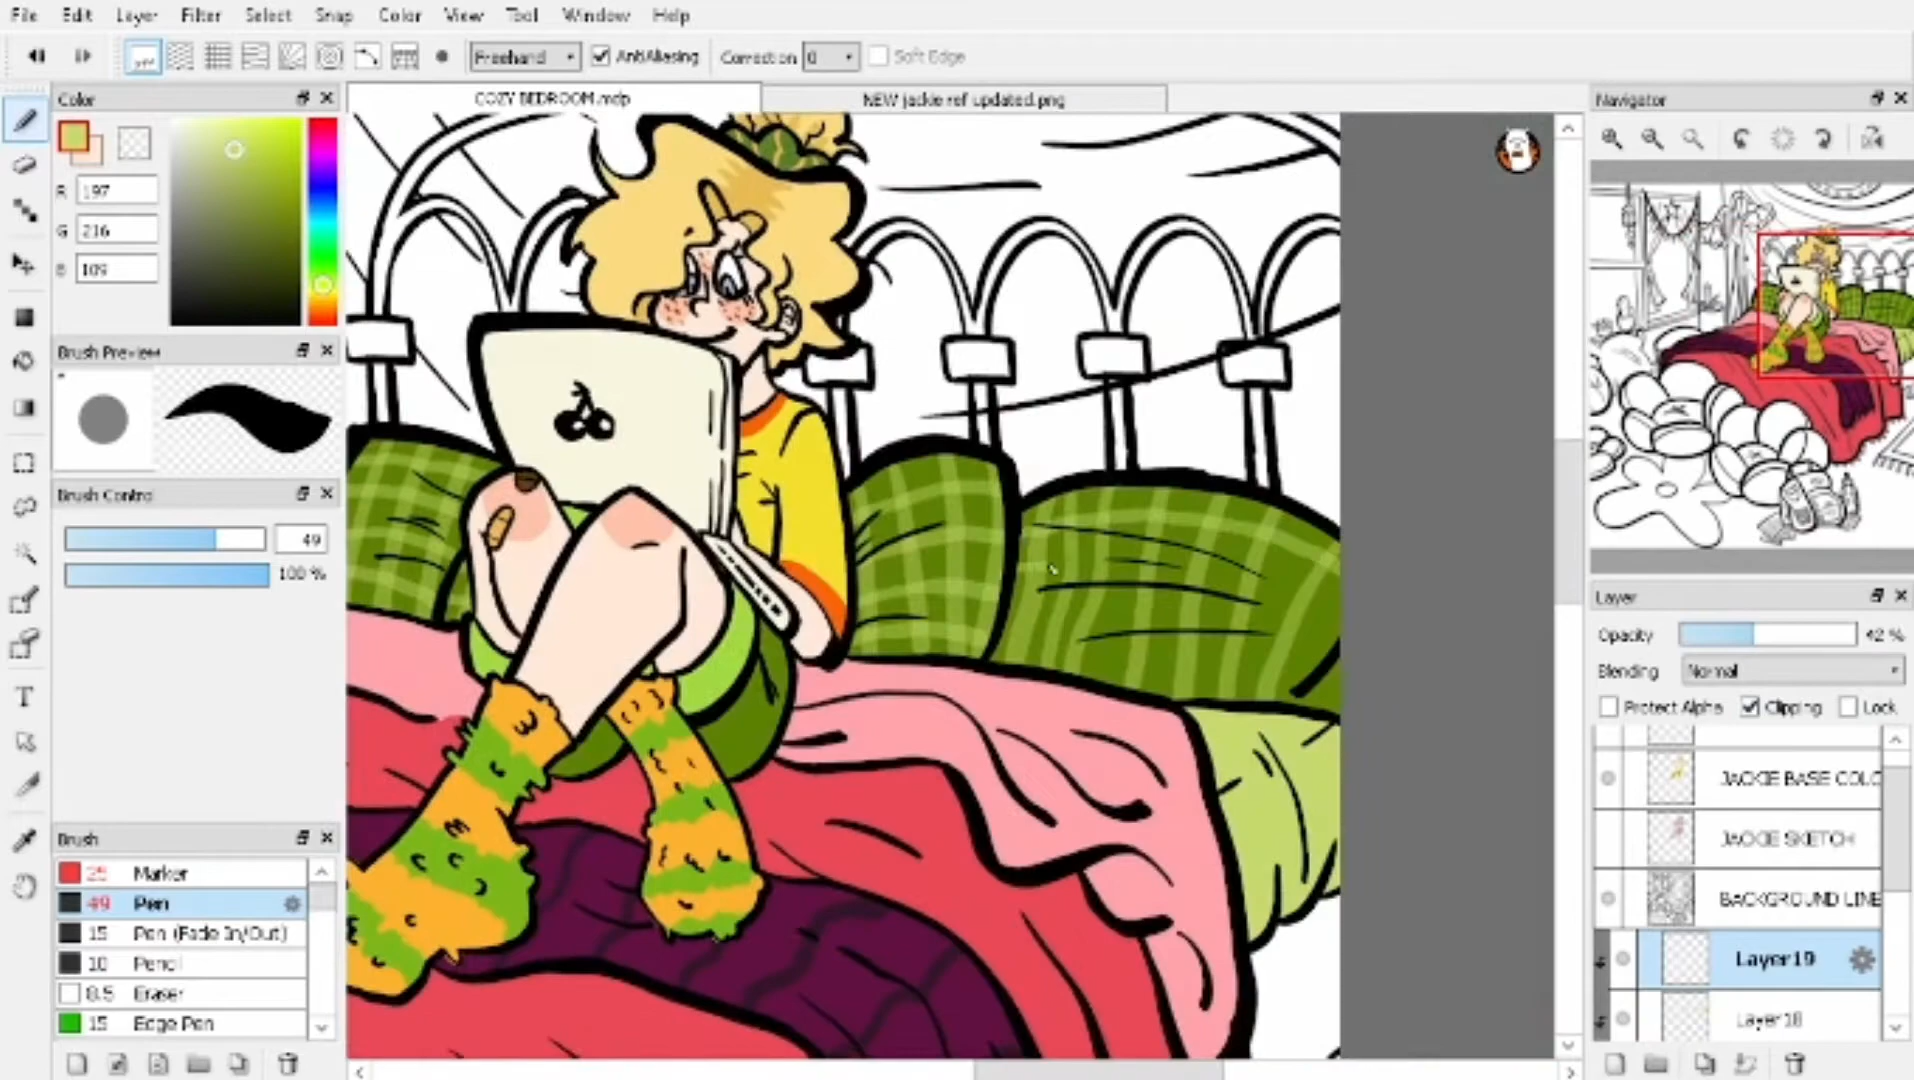 File Edit Layer Filter Select Snap Color View Tool Window Help
Freehand AntiAliasing Correction 0 Soft Edge
Color
COZY BEDROOM.mdp
NEW jackie ref updated.png
Navigator
R 197
G 216
B 109
Brush Preview
Brush Control
49
100 %
Layer
Opacity 42 %
Blending Normal
Protect Alpha Clipping Lock
JACKIE BASE COLO
JACKIE SKETCH
BACKGROUND LINE
Layer19
Layer18
Brush
25 Marker
49 Pen
15 Pen (Fade In/Out)
10 Pencil
8.5 Eraser
15 Edge Pen
T